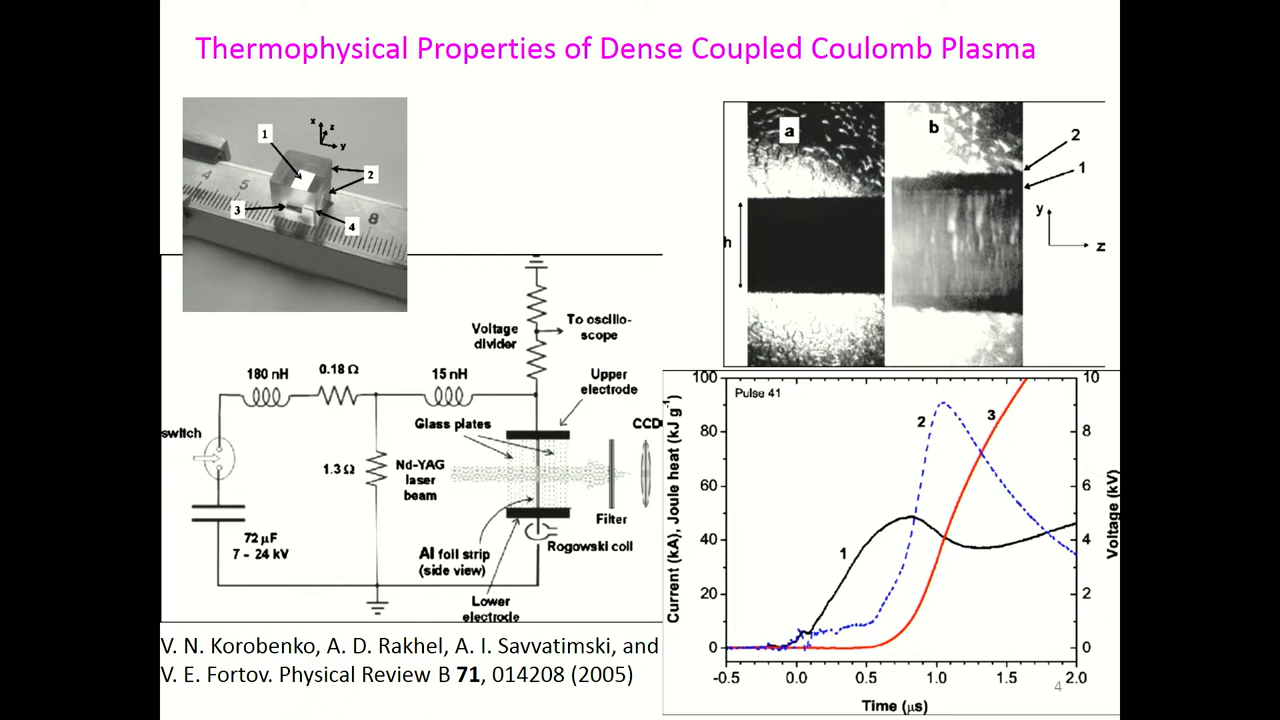 Thermophysical Properties of Dense Coupled Coulomb Plasma
1
x
z
y
2
3
4
4
5
8
a
b
h
2
1
y
z
Voltage
divider
To oscillo-
scope
180 nH
0.18 Ω
15 nH
Upper
electrode
Glass plates
CCD
switch
1.3 Ω
Nd-YAG
laser
beam
Filter
72 µF
7 – 24 kV
Al foil strip
(side view)
Rogowski coil
Lower
electrode
Pulse 41
Current (kA), Joule heat (kJ g⁻¹)
Voltage (kV)
100
80
60
40
20
0
10
8
6
4
2
0
1
2
3
-0.5
0.0
0.5
1.0
1.5
2.0
Time (µs)
V. N. Korobenko, A. D. Rakhel, A. I. Savvatimski, and
V. E. Fortov. Physical Review B 71, 014208 (2005)
4